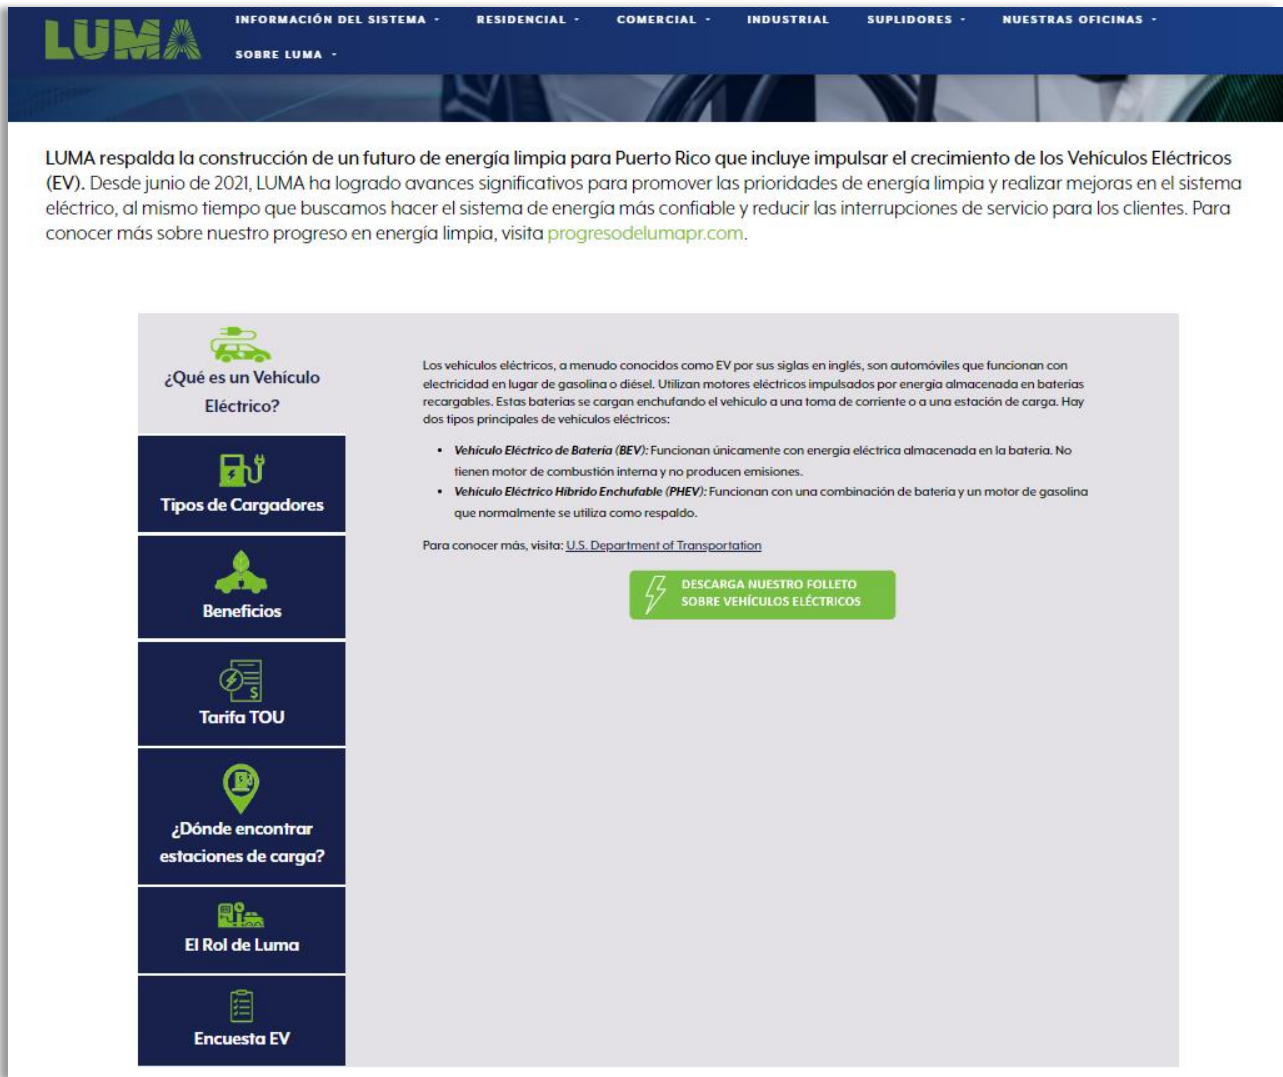 LUMA
INFORMACIÓN DEL SISTEMA - RESIDENCIAL - COMERCIAL - INDUSTRIAL SUPLIDORES - NUESTRAS OFICINAS -
SOBRE LUMA -
LUMA respalda la construcción de un futuro de energía limpia para Puerto Rico que incluye impulsar el crecimiento de los Vehículos Eléctricos
(EV). Desde junio de 2021, LUMA ha logrado avances significativos para promover las prioridades de energía limpia y realizar mejoras en el sistema
eléctrico, al mismo tiempo que buscamos hacer el sistema de energía más confiable y reducir las interrupciones de servicio para los clientes. Para
conocer más sobre nuestro progreso en energía limpia, visita progresodelumapr.com.
¿Qué es un Vehículo
Eléctrico?
Tipos de Cargadores
Beneficios
Tarifa TOU
¿Dónde encontrar
estaciones de carga?
El Rol de Luma
Encuesta EV
Los vehículos eléctricos, a menudo conocidos como EV por sus siglas en inglés, son automóviles que funcionan con
electricidad en lugar de gasolina o diésel. Utilizan motores eléctricos impulsados por energía almacenada en baterías
recargables. Estas baterías se cargan enchufando el vehículo a una toma de corriente o a una estación de carga. Hay
dos tipos principales de vehículos eléctricos:
• Vehículo Eléctrico de Batería (BEV): Funcionan únicamente con energía eléctrica almacenada en la batería. No
tienen motor de combustión interna y no producen emisiones.
• Vehículo Eléctrico Híbrido Enchufable (PHEV): Funcionan con una combinación de batería y un motor de gasolina
que normalmente se utiliza como respaldo.
Para conocer más, visita: U.S. Department of Transportation
DESCARGA NUESTRO FOLLETO
SOBRE VEHÍCULOS ELÉCTRICOS